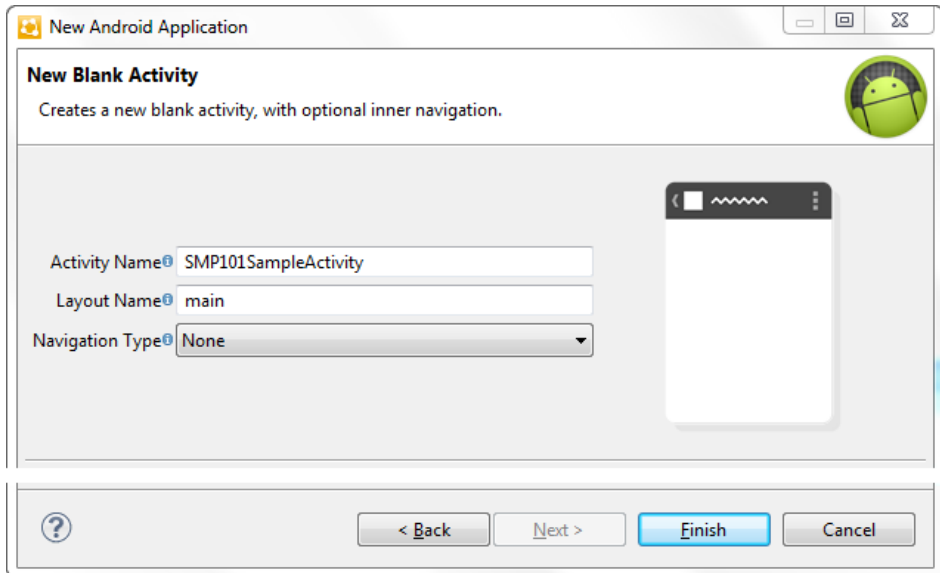 New Android Application
New Blank Activity
Creates a new blank activity, with optional inner navigation.
Activity Name SMP101SampleActivity
Layout Name main
Navigation Type None
< Back Next > Finish Cancel